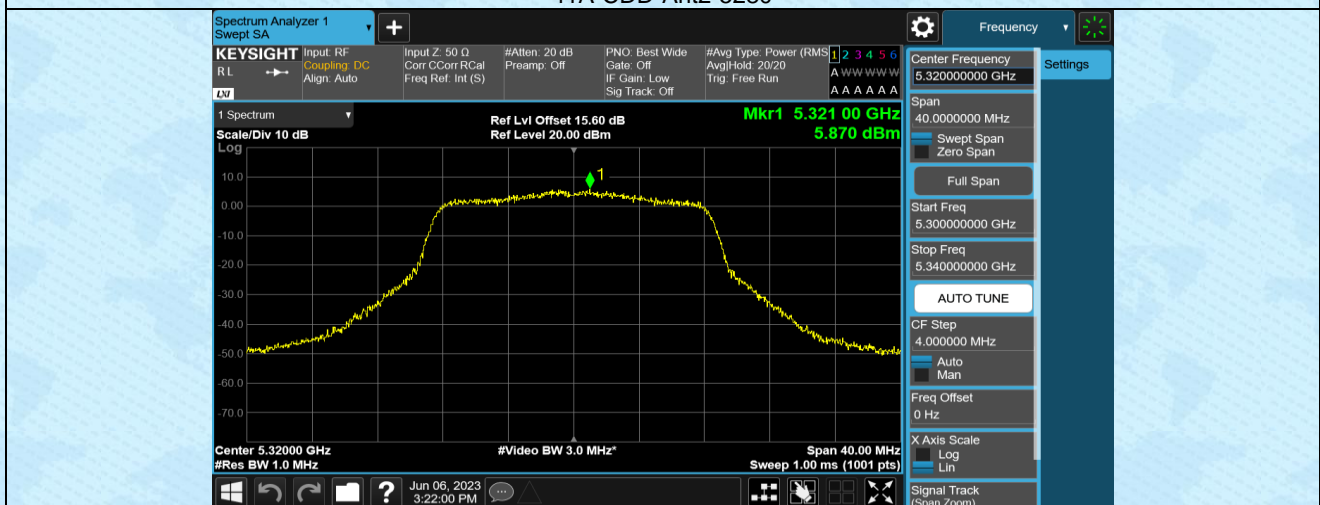 Spectrum Analyzer 1
Swept SA
Frequency
KEYSIGHT
R L
LXI
Input: RF
Coupling: DC
Align: Auto
Input Z: 50 Ω
Corr CCorr RCal
Freq Ref: Int (S)
#Atten: 20 dB
Preamp: Off
PNO: Best Wide
Gate: Off
IF Gain: Low
Sig Track: Off
#Avg Type: Power (RMS
Avg|Hold: 20/20
Trig: Free Run
1 2 3 4 5 6
A W W W W W
A A A A A A
1 Spectrum
Scale/Div 10 dB
Log
Ref Lvl Offset 15.60 dB
Ref Level 20.00 dBm
Mkr1 5.321 00 GHz
5.870 dBm
1
10.0
0.00
-10.0
-20.0
-30.0
-40.0
-50.0
-60.0
-70.0
Center 5.32000 GHz
#Res BW 1.0 MHz
#Video BW 3.0 MHz*
Span 40.00 MHz
Sweep 1.00 ms (1001 pts)
Jun 06, 2023
3:22:00 PM
Center Frequency
5.320000000 GHz
Settings
Span
40.0000000 MHz
Swept Span
Zero Span
Full Span
Start Freq
5.300000000 GHz
Stop Freq
5.340000000 GHz
AUTO TUNE
CF Step
4.000000 MHz
Auto
Man
Freq Offset
0 Hz
X Axis Scale
Log
Lin
Signal Track
(Span Zoom)